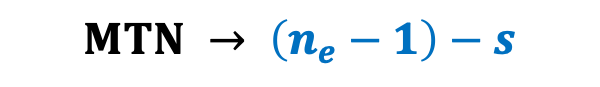 MTN → (nₑ − 1) − s